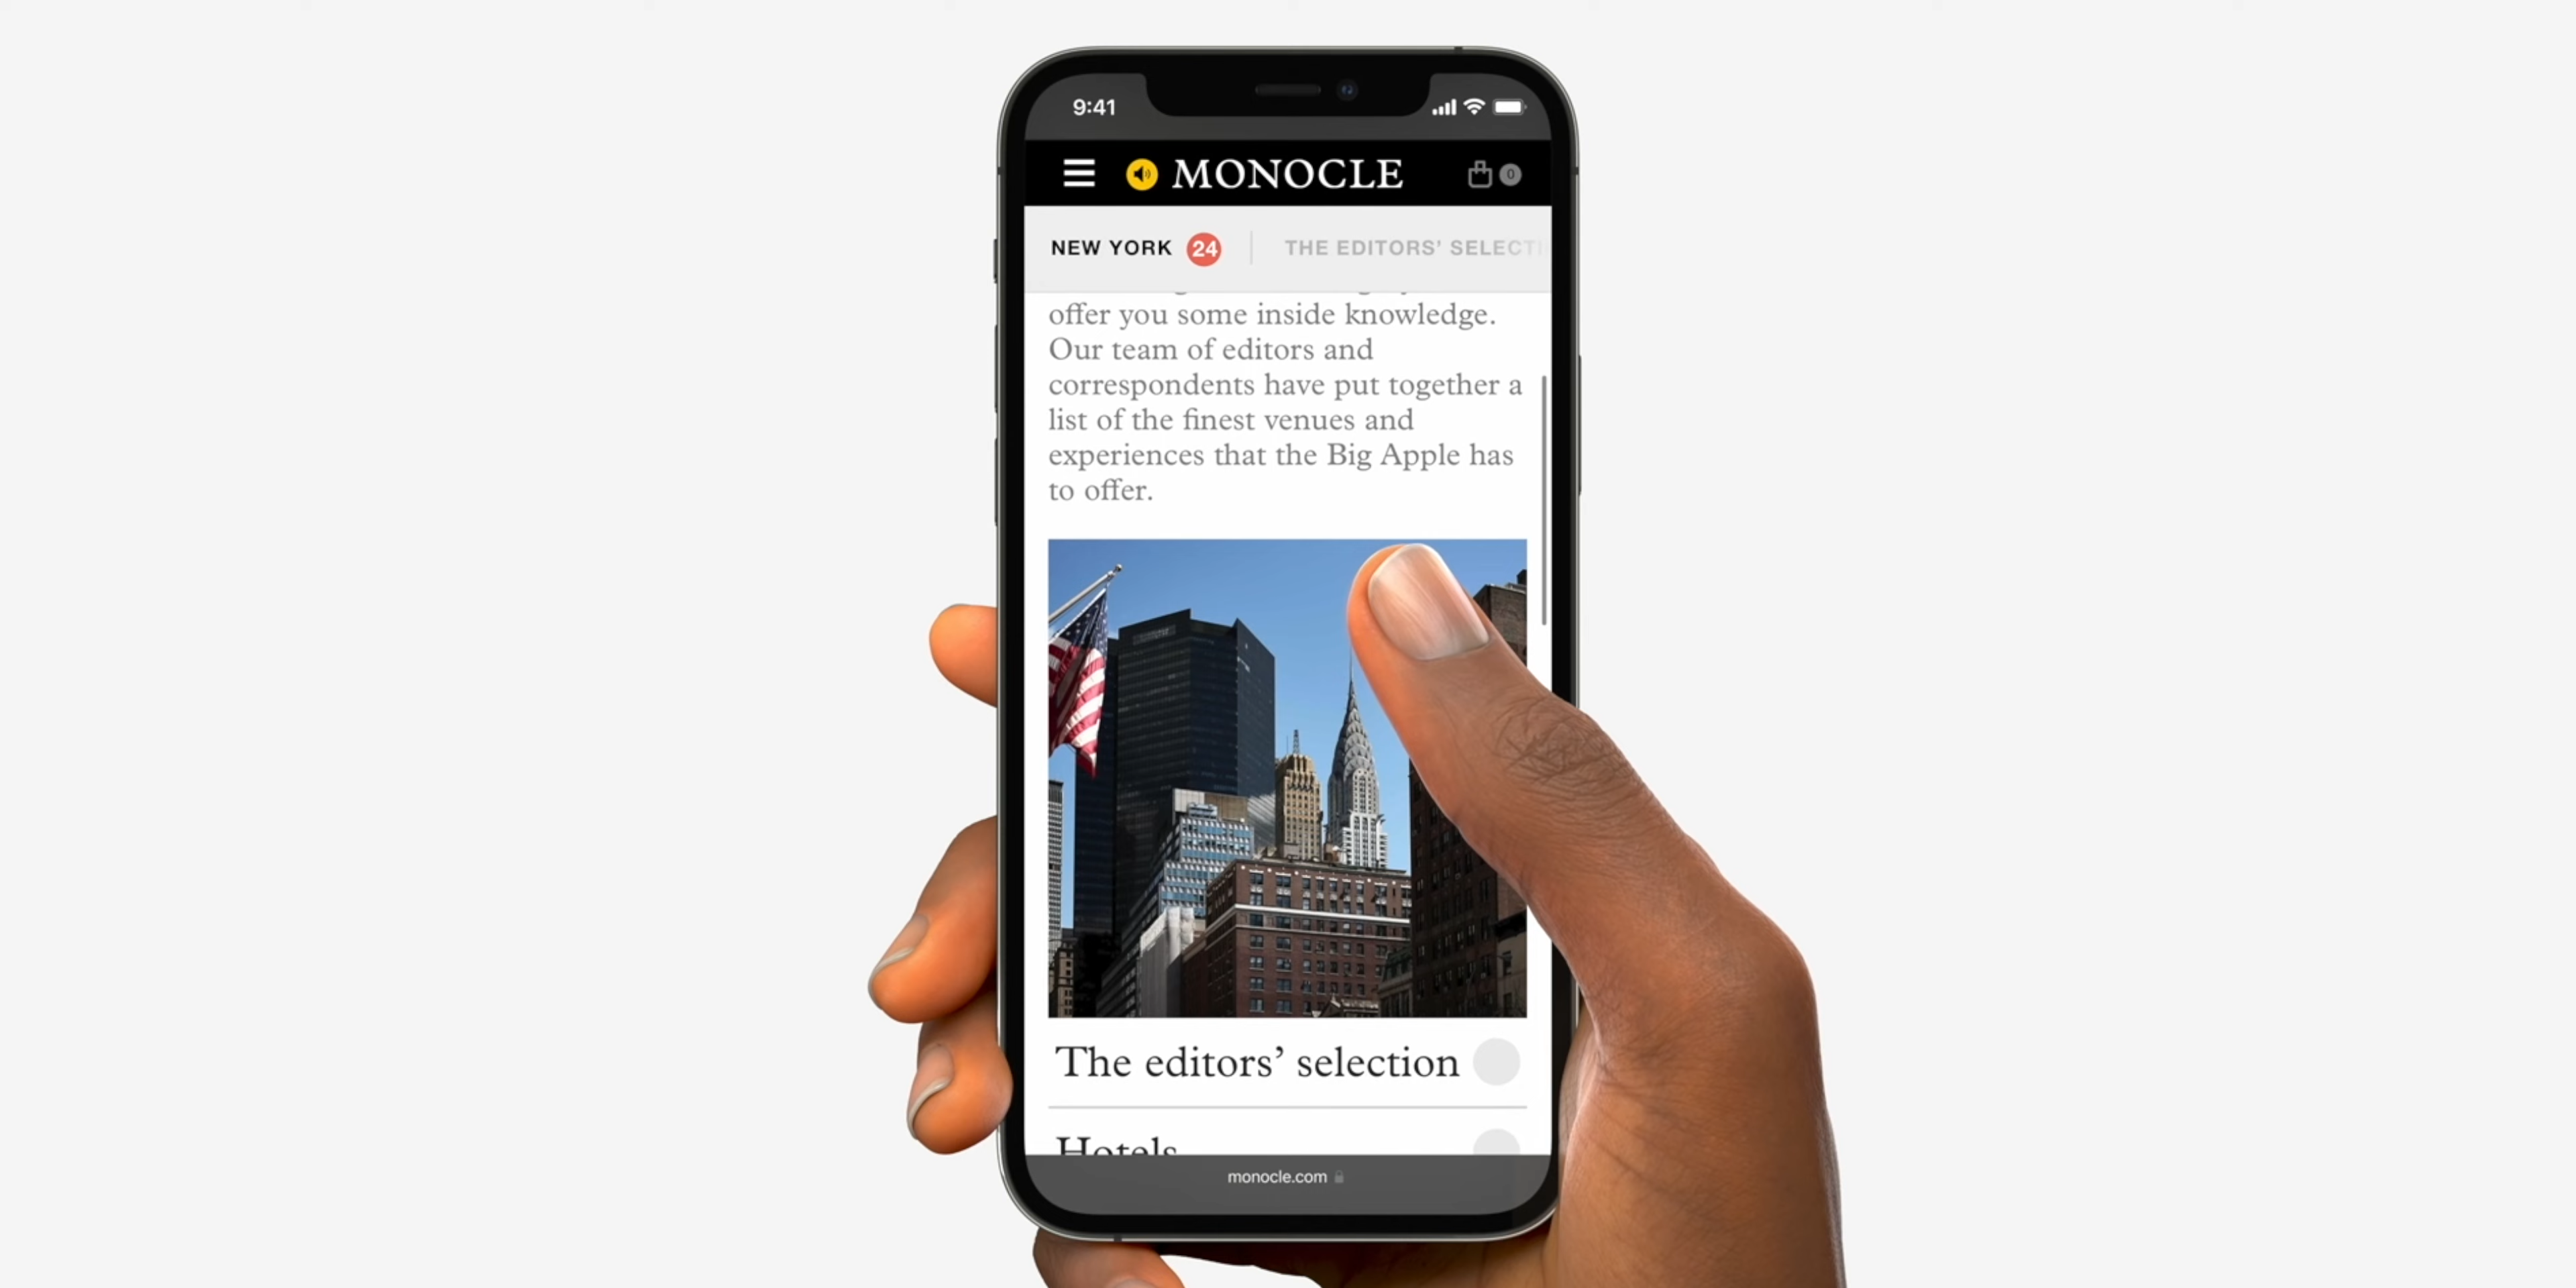 9:41
MONOCLE
0
NEW YORK 24
THE EDITORS’ SELECTI
offer you some inside knowledge.
Our team of editors and
correspondents have put together a
list of the finest venues and
experiences that the Big Apple has
to offer.
The editors’ selection
Hotels
monocle.com